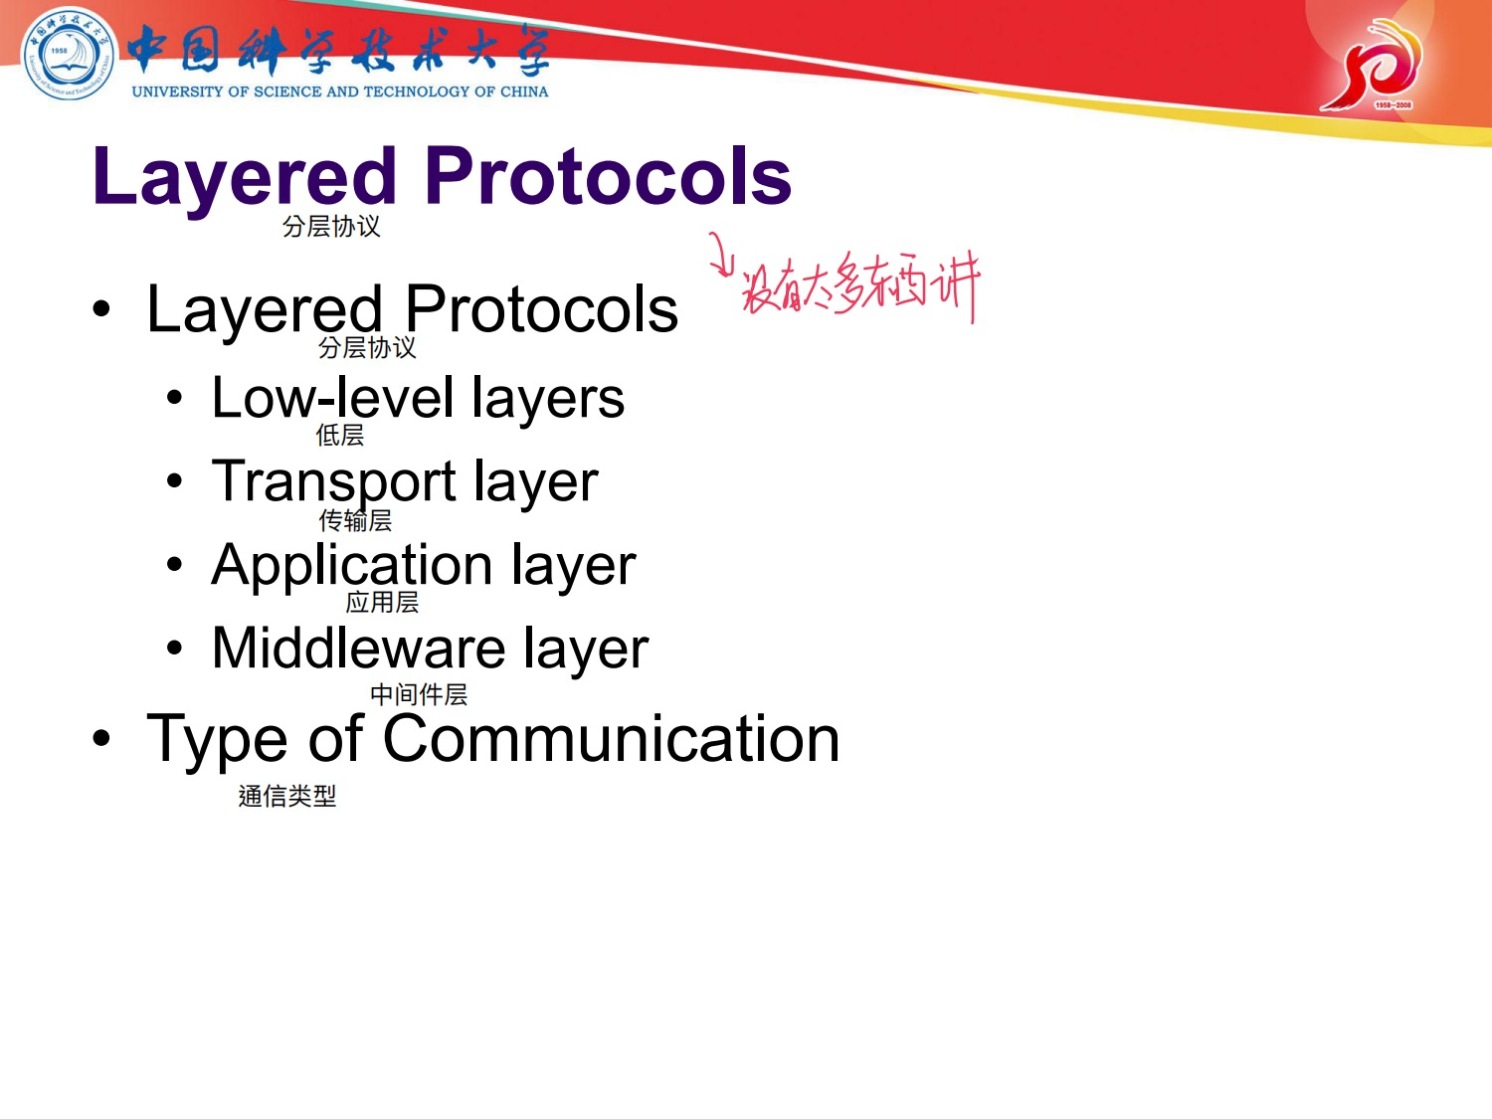 中国科学技术大学
UNIVERSITY OF SCIENCE AND TECHNOLOGY OF CHINA
1958
1958—2008
Layered Protocols
分层协议
没有太多东西讲
• Layered Protocols
分层协议
• Low-level layers
低层
• Transport layer
传输层
• Application layer
应用层
• Middleware layer
中间件层
• Type of Communication
通信类型